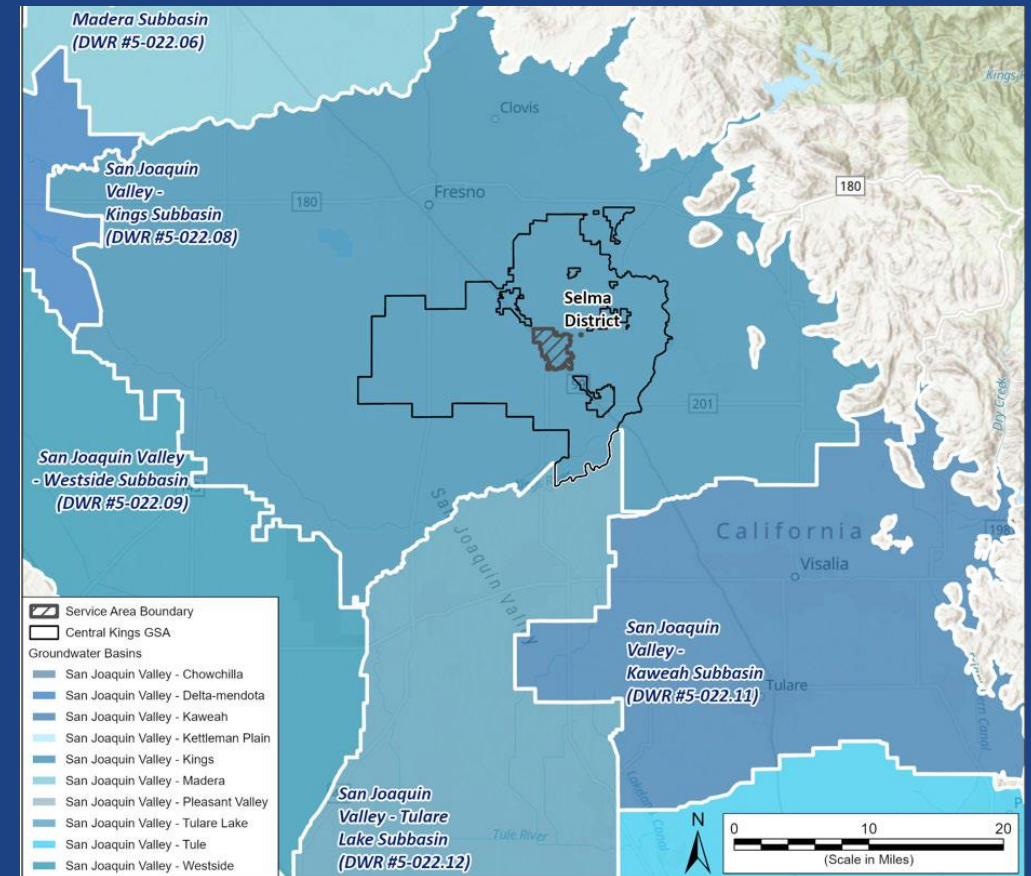 Madera Subbasin
(DWR #5-022.06)
Kings R
Clovis
San Joaquin
Valley -
Kings Subbasin
(DWR #5-022.08)
180
180
Fresno
Selma
District
201
Dry Creek
San Joaquin Valley
- Westside Subbasin
(DWR #5-022.09)
San Joaquin Valley
California
198
Visalia
San Joaquin
Valley -
Kaweah Subbasin
(DWR #5-022.11)
Tulare
Service Area Boundary
Central Kings GSA
Groundwater Basins
San Joaquin Valley - Chowchilla
San Joaquin Valley - Delta-mendota
San Joaquin Valley - Kaweah
San Joaquin Valley - Kettleman Plain
San Joaquin Valley - Kings
San Joaquin Valley - Madera
San Joaquin Valley - Pleasant Valley
San Joaquin Valley - Tulare Lake
San Joaquin Valley - Tule
San Joaquin Valley - Westside
San Joaquin
Valley - Tulare
Lake Subbasin
(DWR #5-022.12)
Tule River
Canal
Canal
N
0 10 20
(Scale in Miles)